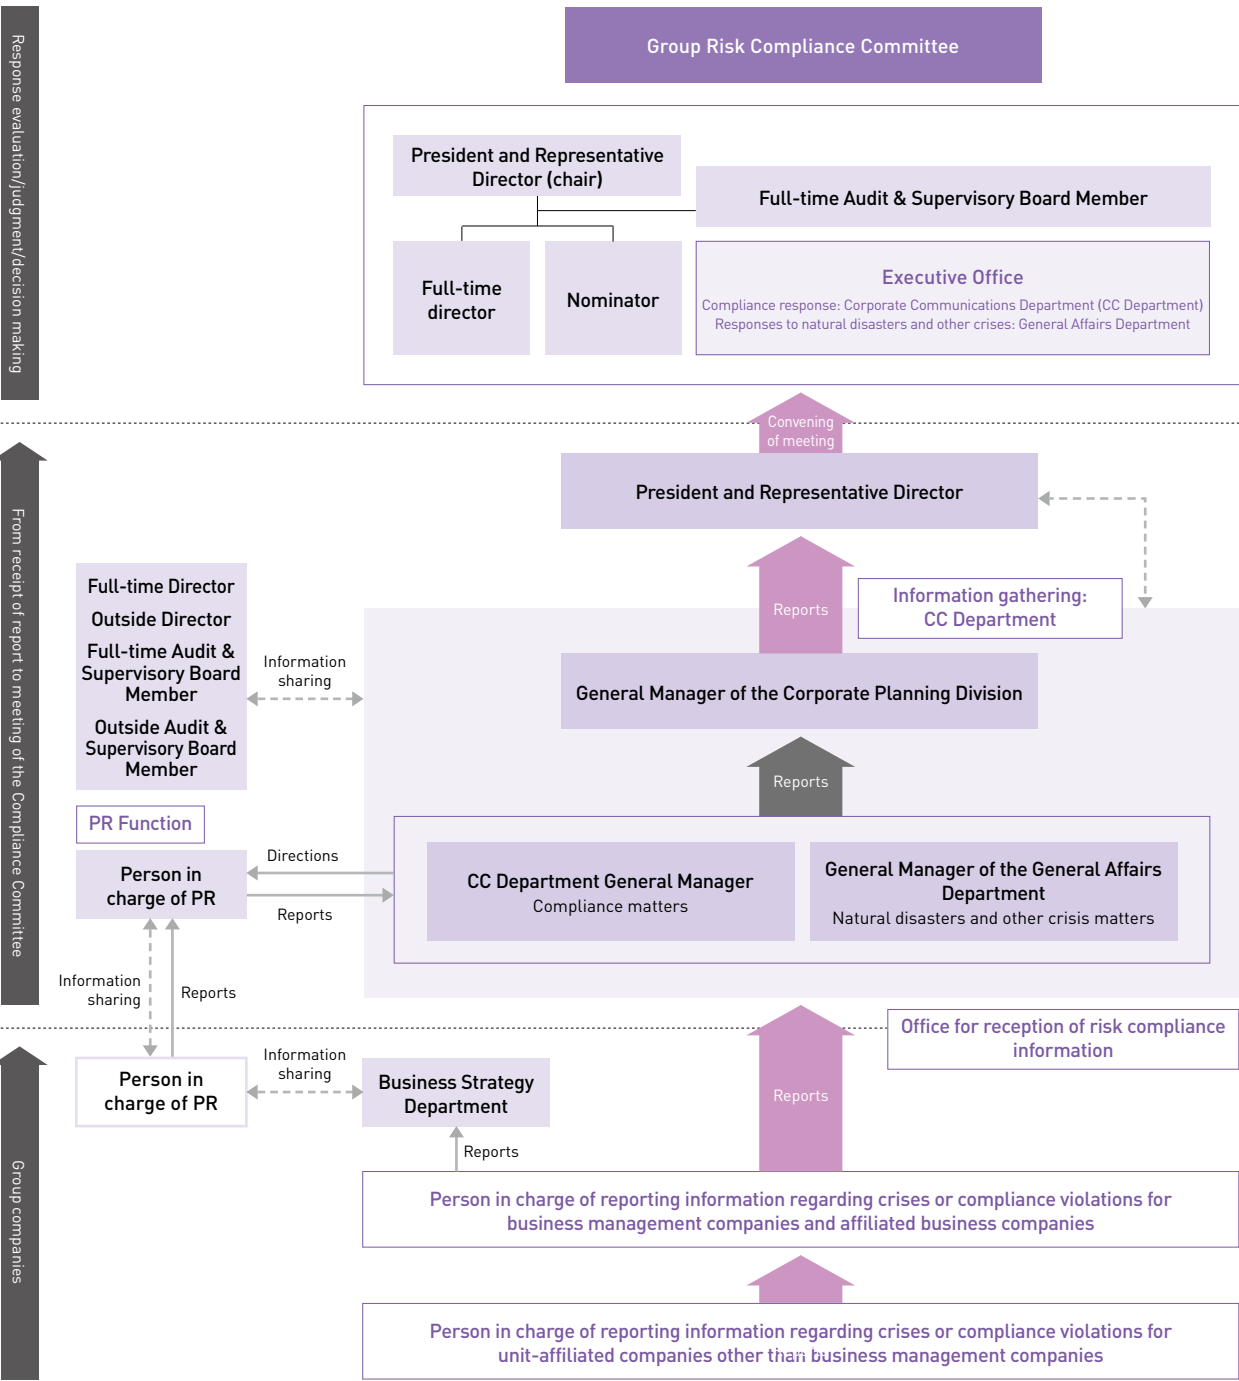 Response evaluation/judgment/decision making
Group Risk Compliance Committee
President and Representative
Director (chair)
Full-time Audit & Supervisory Board Member
Full-time
director
Nominator
Executive Office
Compliance response: Corporate Communications Department (CC Department)
Responses to natural disasters and other crises: General Affairs Department
Convening
of meeting
From receipt of report to meeting of the Compliance Committee
President and Representative Director
Reports
Information gathering:
CC Department
Full-time Director
Outside Director
Full-time Audit &
Supervisory Board
Member
Outside Audit &
Supervisory Board
Member
Information
sharing
General Manager of the Corporate Planning Division
Reports
PR Function
Person in
charge of PR
Directions
Reports
CC Department General Manager
Compliance matters
General Manager of the General Affairs
Department
Natural disasters and other crisis matters
Information
sharing
Reports
Office for reception of risk compliance
information
Group companies
Person in
charge of PR
Information
sharing
Business Strategy
Department
Reports
Reports
Person in charge of reporting information regarding crises or compliance violations for
business management companies and affiliated business companies
Person in charge of reporting information regarding crises or compliance violations for
unit-affiliated companies other than business management companies